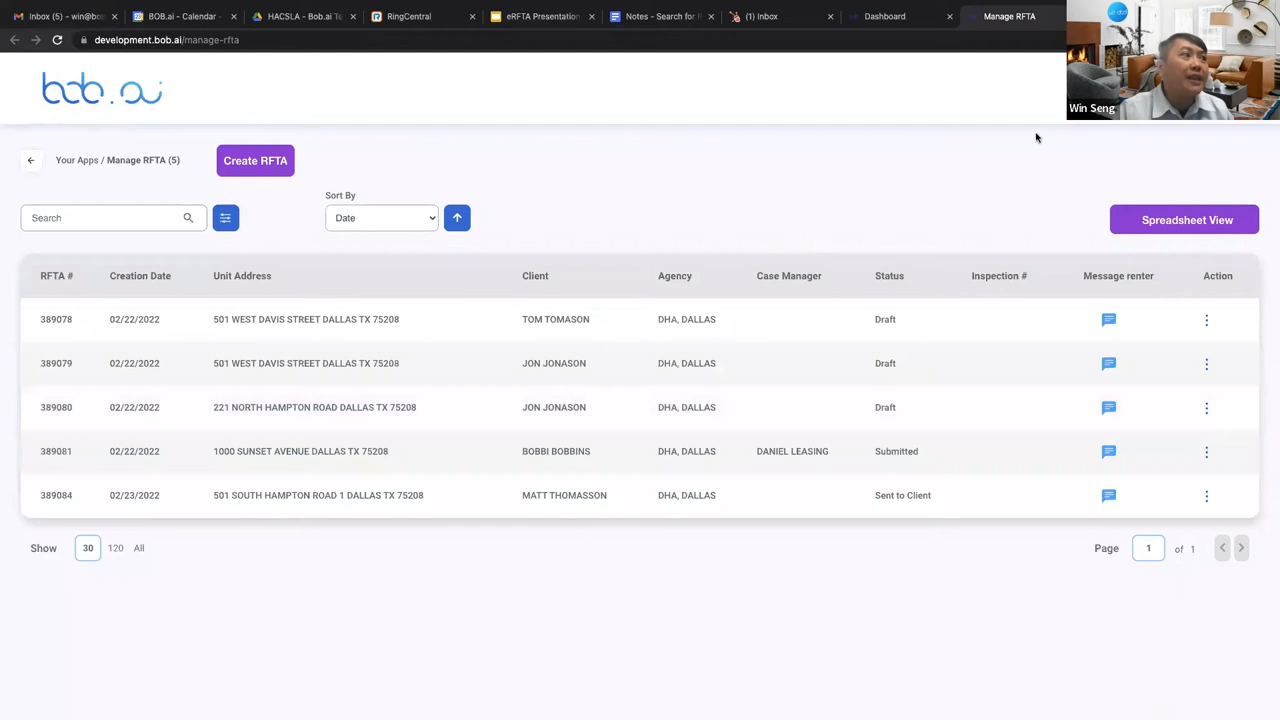 Inbox (5) - win@bo
BOB.ai - Calendar -
HACSLA - Bob.ai Te
RingCentral
eRFTA Presentation
Notes - Search for R
(1) Inbox
Dashboard
Manage RFTA
development.bob.ai/manage-rfta
Win Seng
bob.ai
Your Apps / Manage RFTA (5)
Create RFTA
Sort By
Search
Date
Spreadsheet View
RFTA # Creation Date Unit Address Client Agency Case Manager Status Inspection # Message renter Action
389078 02/22/2022 501 WEST DAVIS STREET DALLAS TX 75208 TOM TOMASON DHA, DALLAS Draft
389079 02/22/2022 501 WEST DAVIS STREET DALLAS TX 75208 JON JONASON DHA, DALLAS Draft
389080 02/22/2022 221 NORTH HAMPTON ROAD DALLAS TX 75208 JON JONASON DHA, DALLAS Draft
389081 02/22/2022 1000 SUNSET AVENUE DALLAS TX 75208 BOBBI BOBBINS DHA, DALLAS DANIEL LEASING Submitted
389084 02/23/2022 501 SOUTH HAMPTON ROAD 1 DALLAS TX 75208 MATT THOMASSON DHA, DALLAS Sent to Client
Show 30 120 All
Page 1 of 1